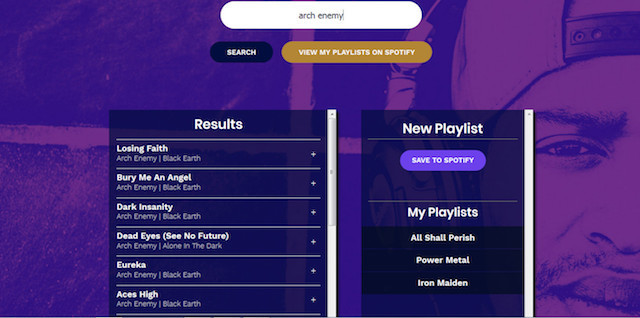 arch enemy
SEARCH
VIEW MY PLAYLISTS ON SPOTIFY
Results
Losing Faith
Arch Enemy | Black Earth
+
Bury Me An Angel
Arch Enemy | Black Earth
+
Dark Insanity
Arch Enemy | Black Earth
+
Dead Eyes (See No Future)
Arch Enemy | Alone In The Dark
+
Eureka
Arch Enemy | Black Earth
+
Aces High
Arch Enemy | Black Earth
+
New Playlist
SAVE TO SPOTIFY
My Playlists
All Shall Perish
Power Metal
Iron Maiden